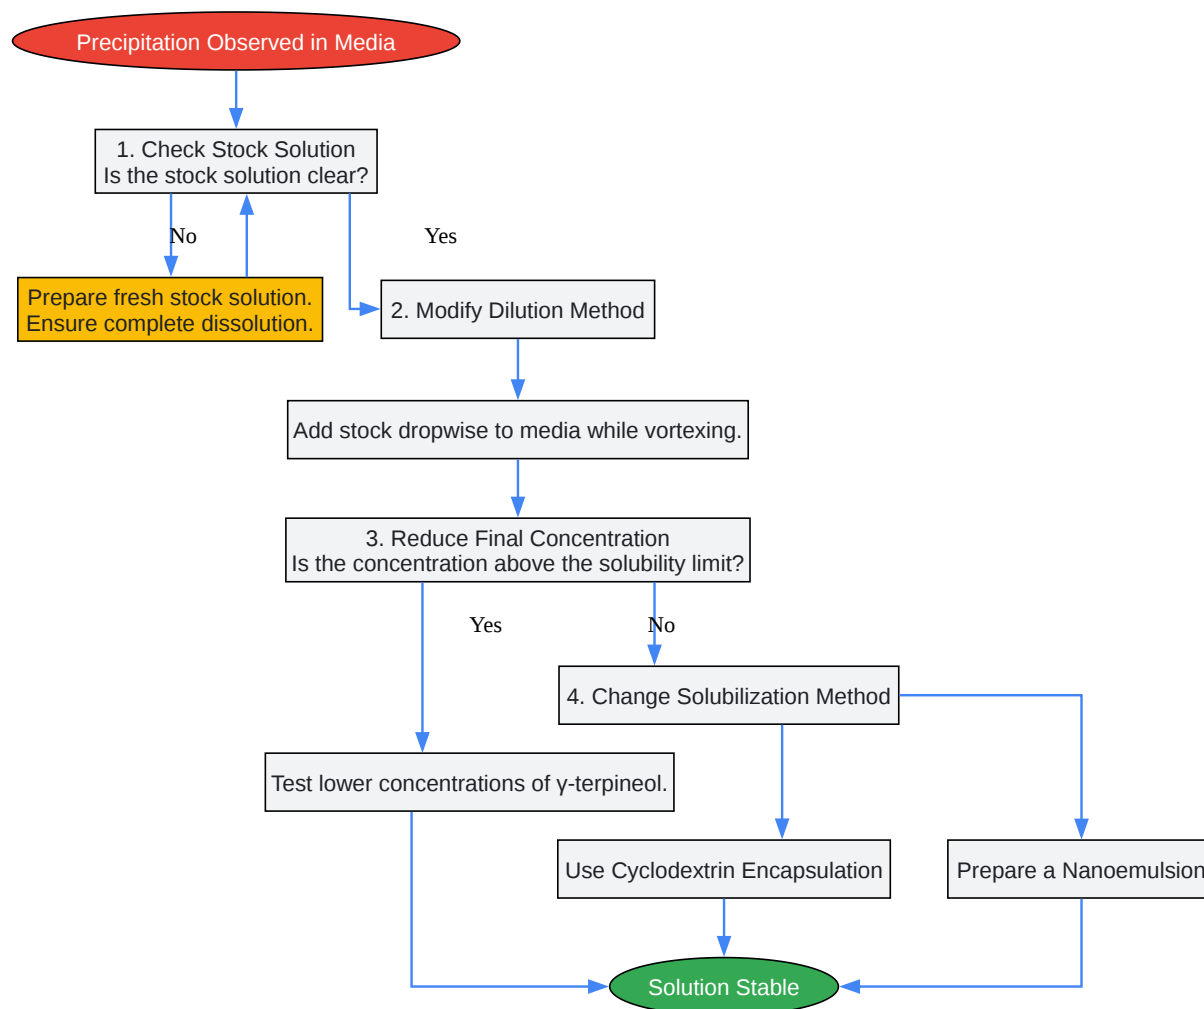 Precipitation Observed in Media
1. Check Stock Solution
Is the stock solution clear?
No
Yes
Prepare fresh stock solution.
Ensure complete dissolution.
2. Modify Dilution Method
Add stock dropwise to media while vortexing.
3. Reduce Final Concentration
Is the concentration above the solubility limit?
Yes
No
4. Change Solubilization Method
Test lower concentrations of γ-terpineol.
Use Cyclodextrin Encapsulation
Prepare a Nanoemulsion
Solution Stable